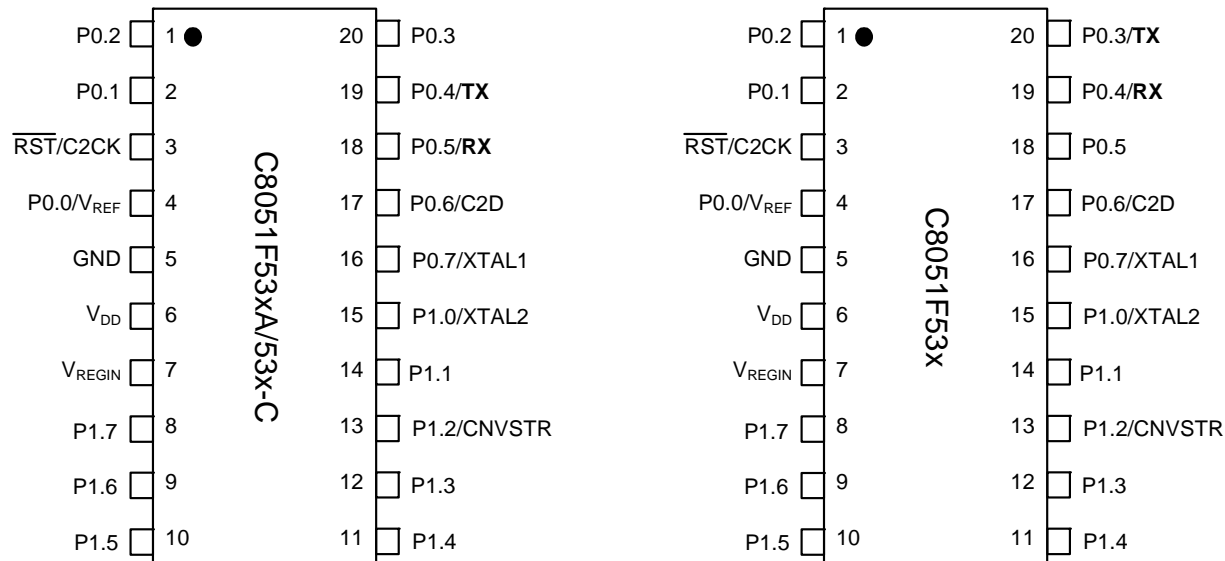 P0.2 1 20 P0.3
P0.1 2 19 P0.4/TX
RST/C2CK 3 18 P0.5/RX
P0.0/VREF 4 17 P0.6/C2D
GND 5 16 P0.7/XTAL1
VDD 6 15 P1.0/XTAL2
VREGIN 7 14 P1.1
P1.7 8 13 P1.2/CNVSTR
P1.6 9 12 P1.3
P1.5 10 11 P1.4
C8051F53xA/53x-C
P0.2 1 20 P0.3/TX
P0.1 2 19 P0.4/RX
RST/C2CK 3 18 P0.5
P0.0/VREF 4 17 P0.6/C2D
GND 5 16 P0.7/XTAL1
VDD 6 15 P1.0/XTAL2
VREGIN 7 14 P1.1
P1.7 8 13 P1.2/CNVSTR
P1.6 9 12 P1.3
P1.5 10 11 P1.4
C8051F53x